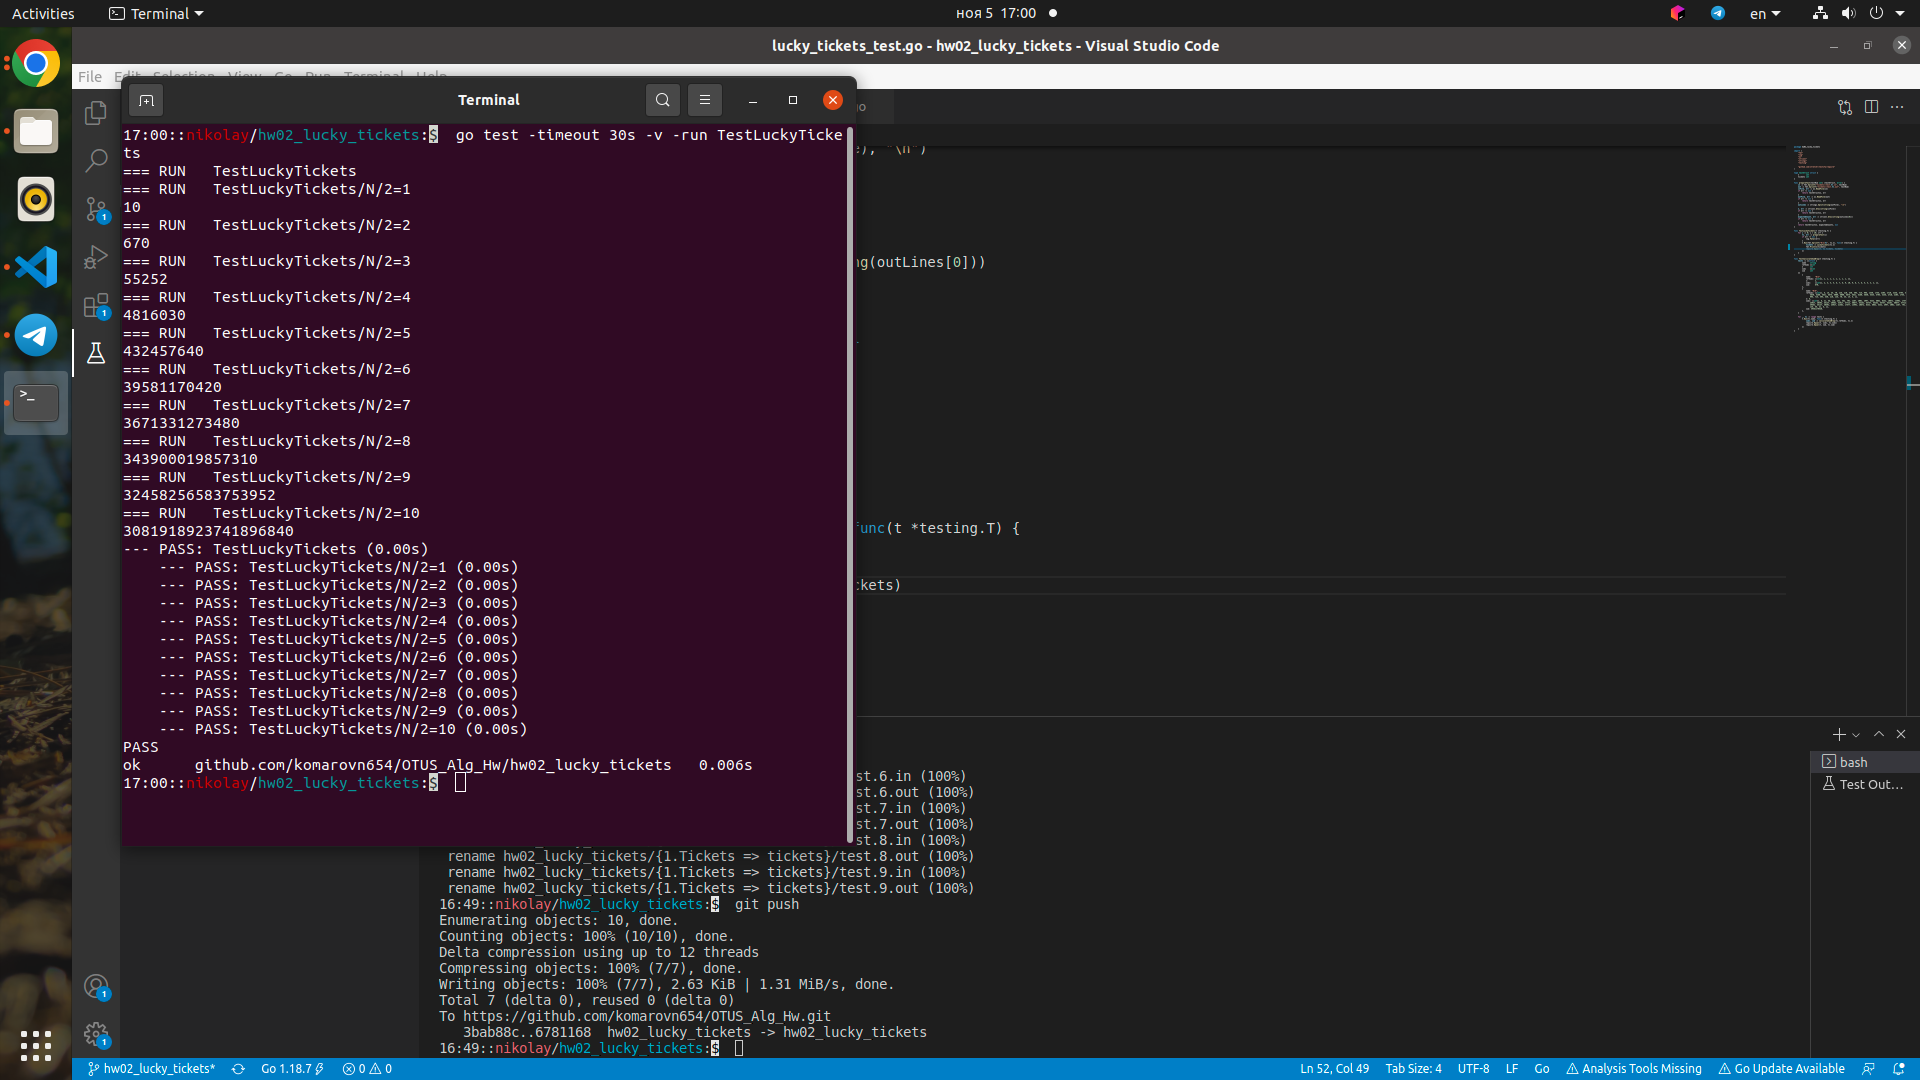 Activities
Terminal
ноя 5 17:00
en
lucky_tickets_test.go - hw02_lucky_tickets - Visual Studio Code
File Edit Selection View Go Run Terminal Help
Terminal
17:00::nikolay/hw02_lucky_tickets:$ go test -timeout 30s -v -run TestLuckyTicke
ts
=== RUN   TestLuckyTickets
=== RUN   TestLuckyTickets/N/2=1
10
=== RUN   TestLuckyTickets/N/2=2
670
=== RUN   TestLuckyTickets/N/2=3
55252
=== RUN   TestLuckyTickets/N/2=4
4816030
=== RUN   TestLuckyTickets/N/2=5
432457640
=== RUN   TestLuckyTickets/N/2=6
39581170420
=== RUN   TestLuckyTickets/N/2=7
3671331273480
=== RUN   TestLuckyTickets/N/2=8
343900019857310
=== RUN   TestLuckyTickets/N/2=9
32458256583753952
=== RUN   TestLuckyTickets/N/2=10
3081918923741896840
--- PASS: TestLuckyTickets (0.00s)
    --- PASS: TestLuckyTickets/N/2=1 (0.00s)
    --- PASS: TestLuckyTickets/N/2=2 (0.00s)
    --- PASS: TestLuckyTickets/N/2=3 (0.00s)
    --- PASS: TestLuckyTickets/N/2=4 (0.00s)
    --- PASS: TestLuckyTickets/N/2=5 (0.00s)
    --- PASS: TestLuckyTickets/N/2=6 (0.00s)
    --- PASS: TestLuckyTickets/N/2=7 (0.00s)
    --- PASS: TestLuckyTickets/N/2=8 (0.00s)
    --- PASS: TestLuckyTickets/N/2=9 (0.00s)
    --- PASS: TestLuckyTickets/N/2=10 (0.00s)
PASS
ok      github.com/komarovn654/OTUS_Alg_Hw/hw02_lucky_tickets   0.006s
17:00::nikolay/hw02_lucky_tickets:$
), "\n")
ng(outLines[0]))
func(t *testing.T) {
ckets)
bash
Test Out...
st.6.in (100%)
st.6.out (100%)
st.7.in (100%)
st.7.out (100%)
st.8.in (100%)
rename hw02_lucky_tickets/{1.Tickets => tickets}/test.8.out (100%)
rename hw02_lucky_tickets/{1.Tickets => tickets}/test.9.in (100%)
rename hw02_lucky_tickets/{1.Tickets => tickets}/test.9.out (100%)
16:49::nikolay/hw02_lucky_tickets:$ git push
Enumerating objects: 10, done.
Counting objects: 100% (10/10), done.
Delta compression using up to 12 threads
Compressing objects: 100% (7/7), done.
Writing objects: 100% (7/7), 2.63 KiB | 1.31 MiB/s, done.
Total 7 (delta 0), reused 0 (delta 0)
To https://github.com/komarovn654/OTUS_Alg_Hw.git
3bab88c..6781168  hw02_lucky_tickets -> hw02_lucky_tickets
16:49::nikolay/hw02_lucky_tickets:$
hw02_lucky_tickets*
Go 1.18.7
0
0
Ln 52, Col 49
Tab Size: 4
UTF-8
LF
Go
Analysis Tools Missing
Go Update Available